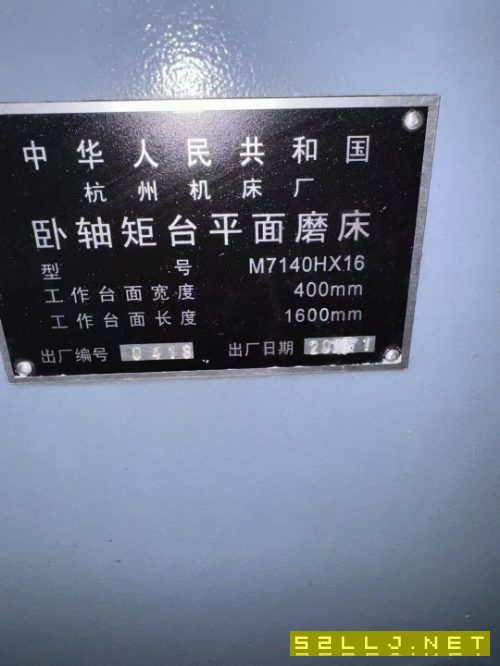 中华人民共和国
杭州机床厂
卧轴矩台平面磨床
型号 M7140HX16
工作台面宽度 400mm
工作台面长度 1600mm
出厂编号 出厂日期
52LLJ.NET